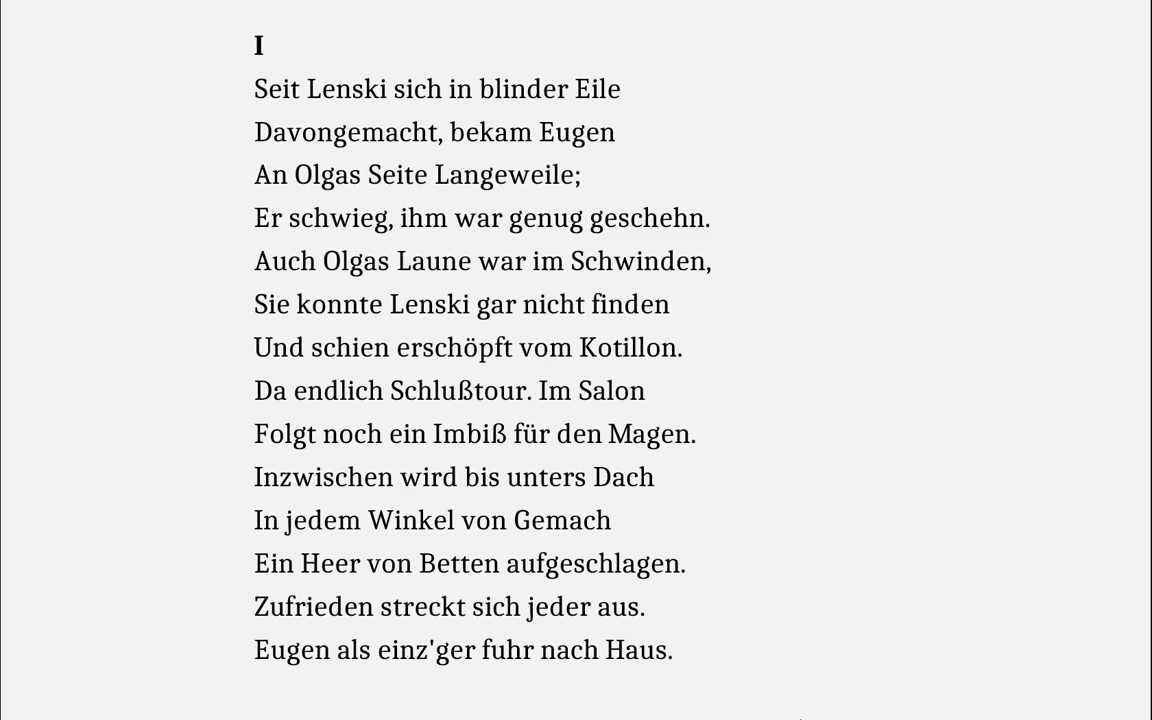 I
Seit Lenski sich in blinder Eile
Davongemacht, bekam Eugen
An Olgas Seite Langeweile;
Er schwieg, ihm war genug geschehn.
Auch Olgas Laune war im Schwinden,
Sie konnte Lenski gar nicht finden
Und schien erschöpft vom Kotillon.
Da endlich Schlußtour. Im Salon
Folgt noch ein Imbiß für den Magen.
Inzwischen wird bis unters Dach
In jedem Winkel von Gemach
Ein Heer von Betten aufgeschlagen.
Zufrieden streckt sich jeder aus.
Eugen als einz'ger fuhr nach Haus.